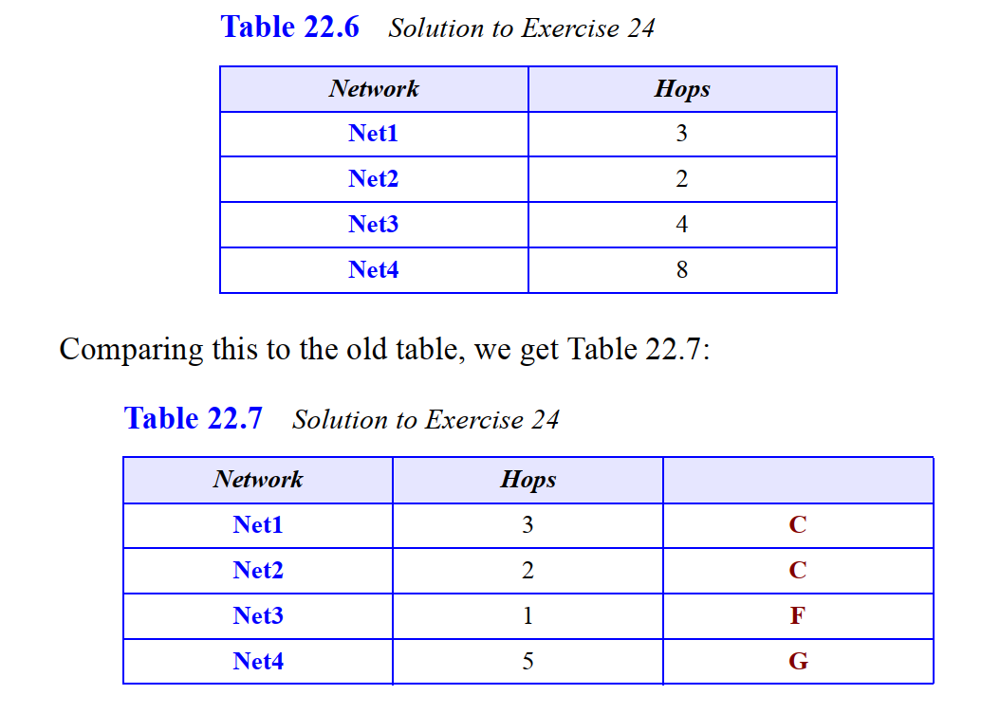 Table 22.6 Solution to Exercise 24
Network Hops
Net1 3
Net2 2
Net3 4
Net4 8
Comparing this to the old table, we get Table 22.7:
Table 22.7 Solution to Exercise 24
Network Hops
Net1 3 C
Net2 2 C
Net3 1 F
Net4 5 G